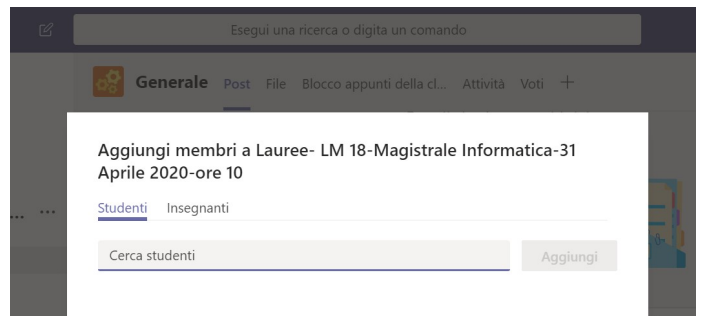 Esegui una ricerca o digita un comando
Generale Post File Blocco appunti della cl... Attività Voti +
Aggiungi membri a Lauree- LM 18-Magistrale Informatica-31
Aprile 2020-ore 10
Studenti Insegnanti
Cerca studenti Aggiungi